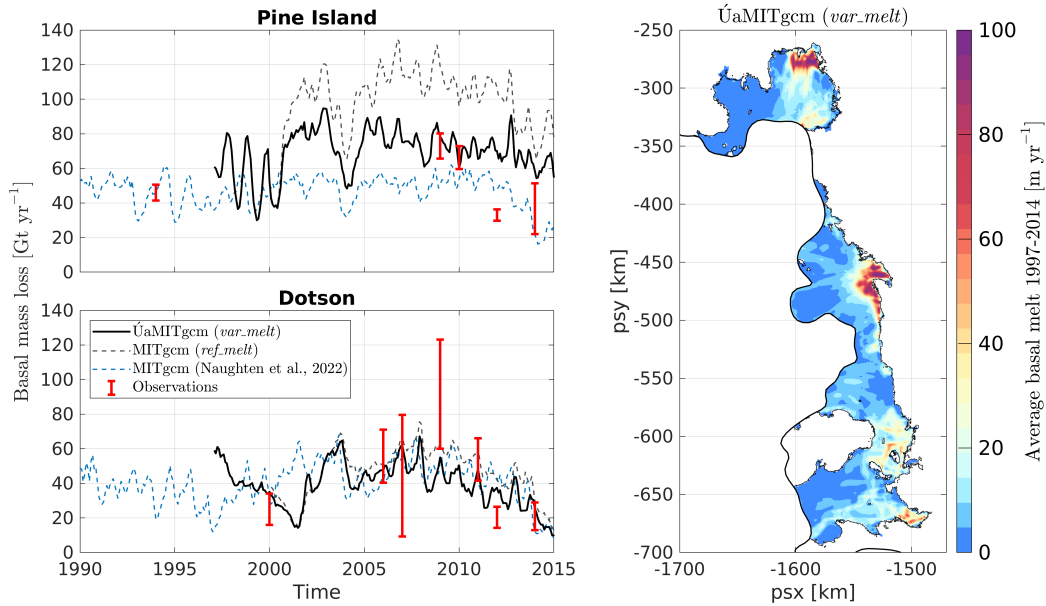 Pine Island
140
120
100
80
60
40
20
0
Dotson
140
120
100
80
60
40
20
0
ÚaMITgcm (var_melt)
MITgcm (ref_melt)
MITgcm (Naughten et al., 2022)
Observations
1990 1995 2000 2005 2010 2015
Time
Basal mass loss [Gt yr⁻¹]
ÚaMITgcm (var_melt)
-250
-300
-350
-400
-450
-500
-550
-600
-650
-700
psy [km]
-1700 -1600 -1500
psx [km]
100
80
60
40
20
0
Average basal melt 1997-2014 [m yr⁻¹]